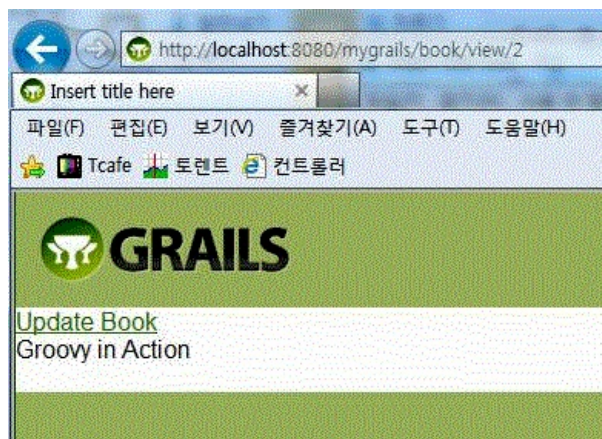 http://localhost:8080/mygrails/book/view/2
Insert title here
파일(F) 편집(E) 보기(V) 즐겨찾기(A) 도구(T) 도움말(H)
Tcafe 토렌트 컨트롤러
GRAILS
Update Book
Groovy in Action